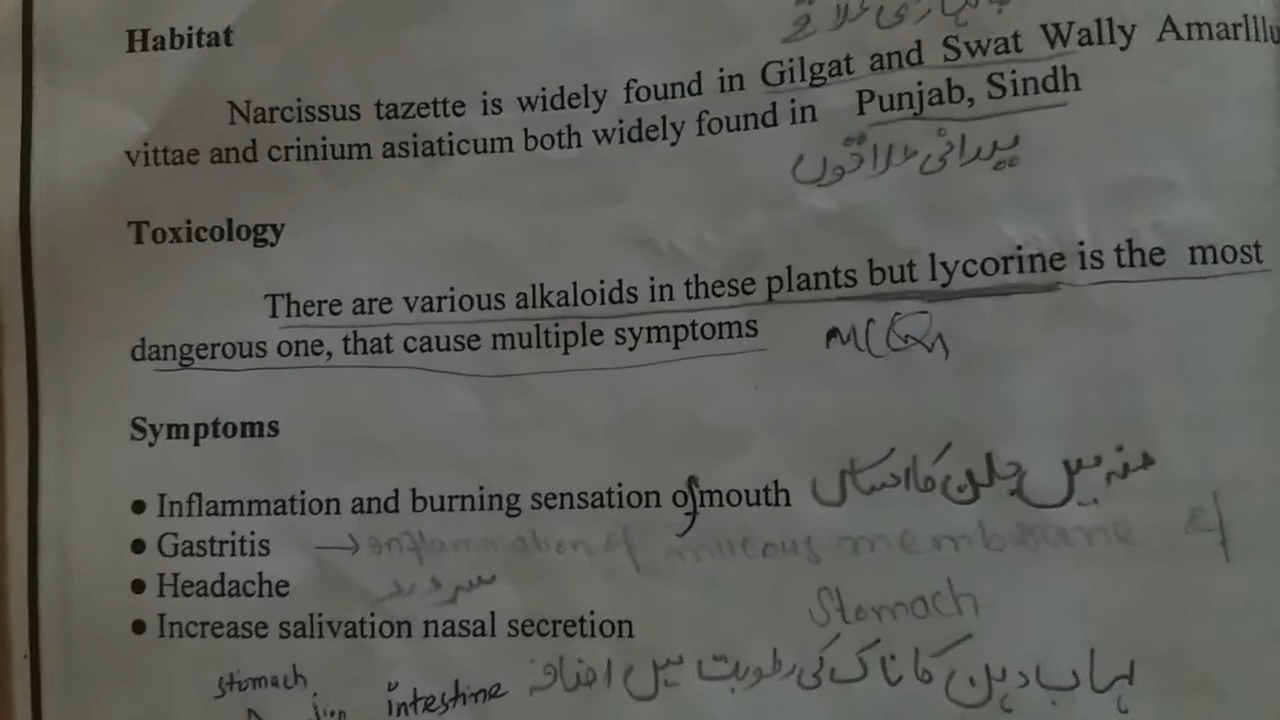 پہاڑی علاقے
Habitat
Narcissus tazette is widely found in Gilgat and Swat Wally Amarlllu
vittae and crinium asiaticum both widely found in Punjab, Sindh
میدانی علاقوں
Toxicology
There are various alkaloids in these plants but lycorine is the most
dangerous one, that cause multiple symptoms MCQs
Symptoms
• Inflammation and burning sensation of mouth منہ میں جلن کا احساس
• Gastritis → Inflammation of mucous membrane of
stomach
• Headache سر درد
• Increase salivation nasal secretion
لہاب دہن کا ناک کی رطوبت میں اضافہ
stomach intestine